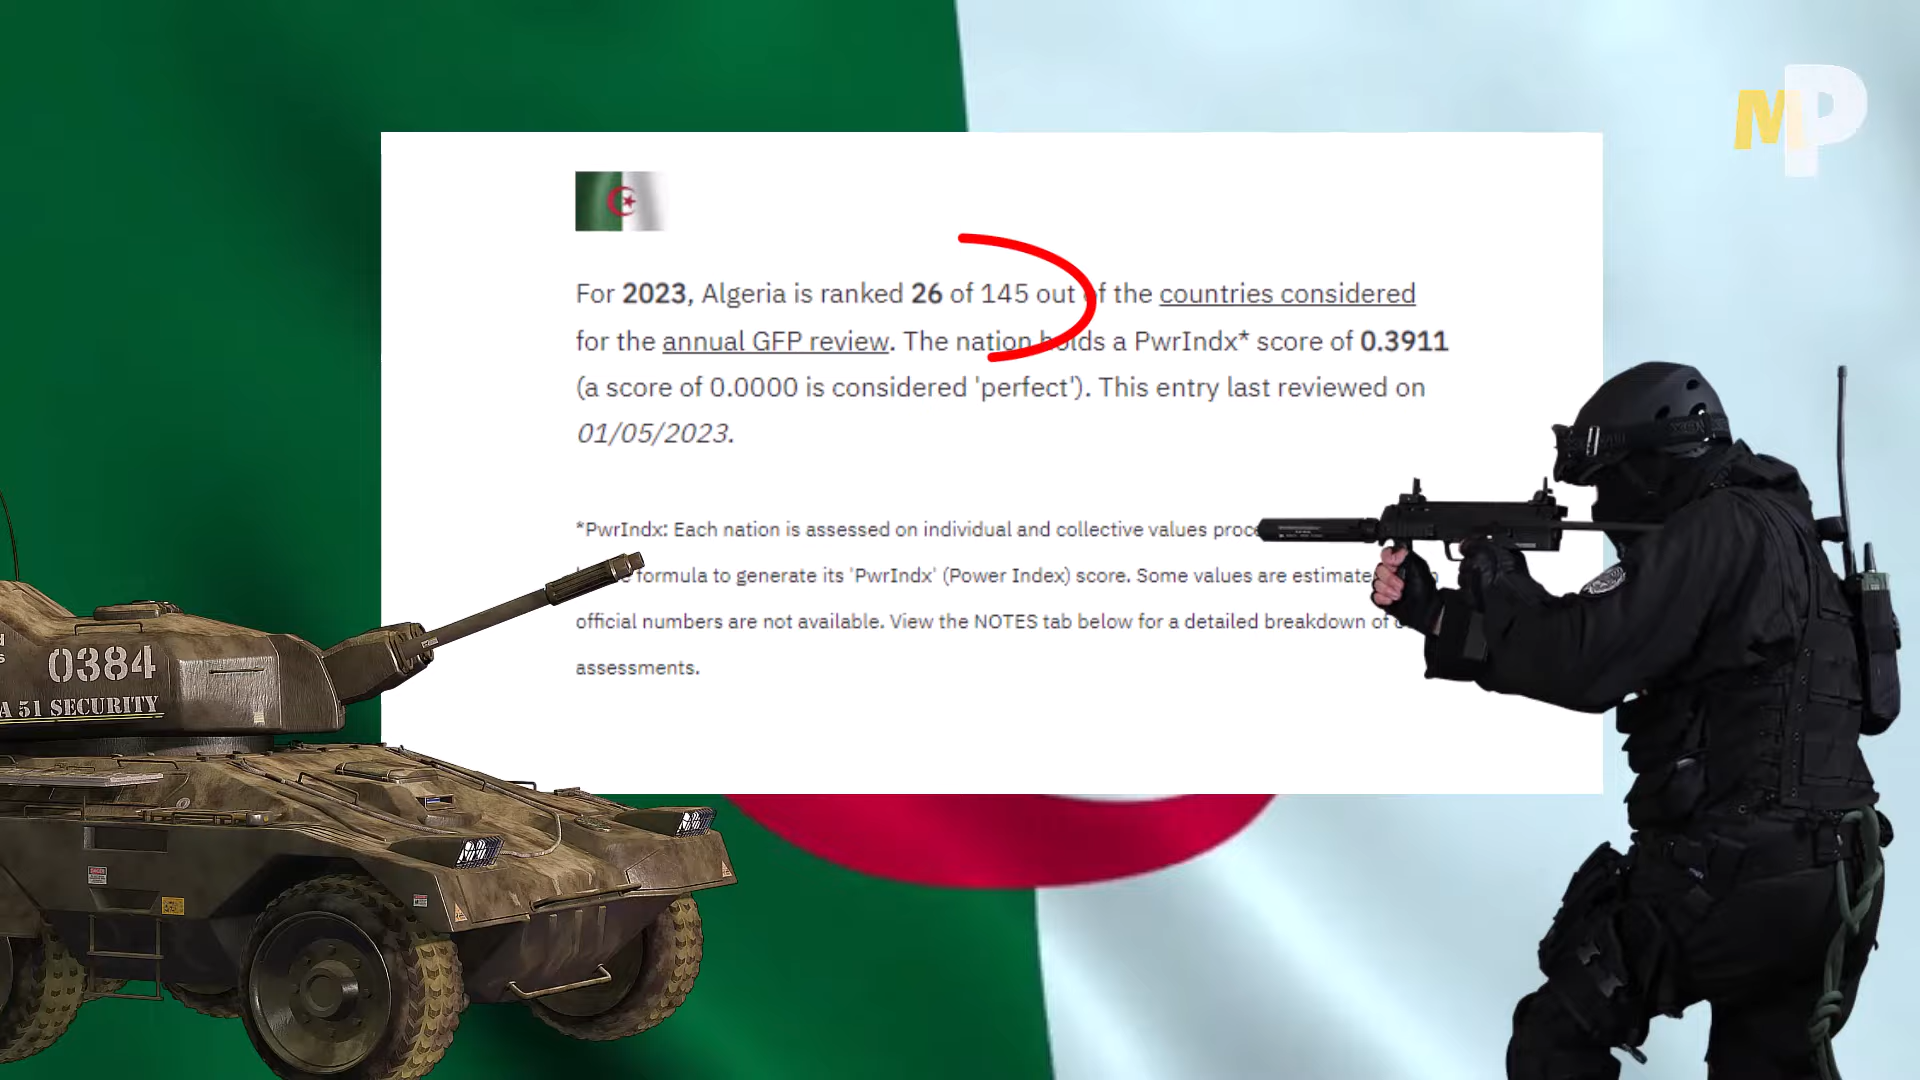 MP
For 2023, Algeria is ranked 26 of 145 out of the countries considered
for the annual GFP review. The nation holds a PwrIndx* score of 0.3911
(a score of 0.0000 is considered 'perfect'). This entry last reviewed on
01/05/2023.
*PwrIndx: Each nation is assessed on individual and collective values
formula to generate its 'PwrIndx' (Power Index) score. Some values are
official numbers are not available. View the NOTES tab below for a detailed breakdown of
assessments.
0384
51 SECURITY